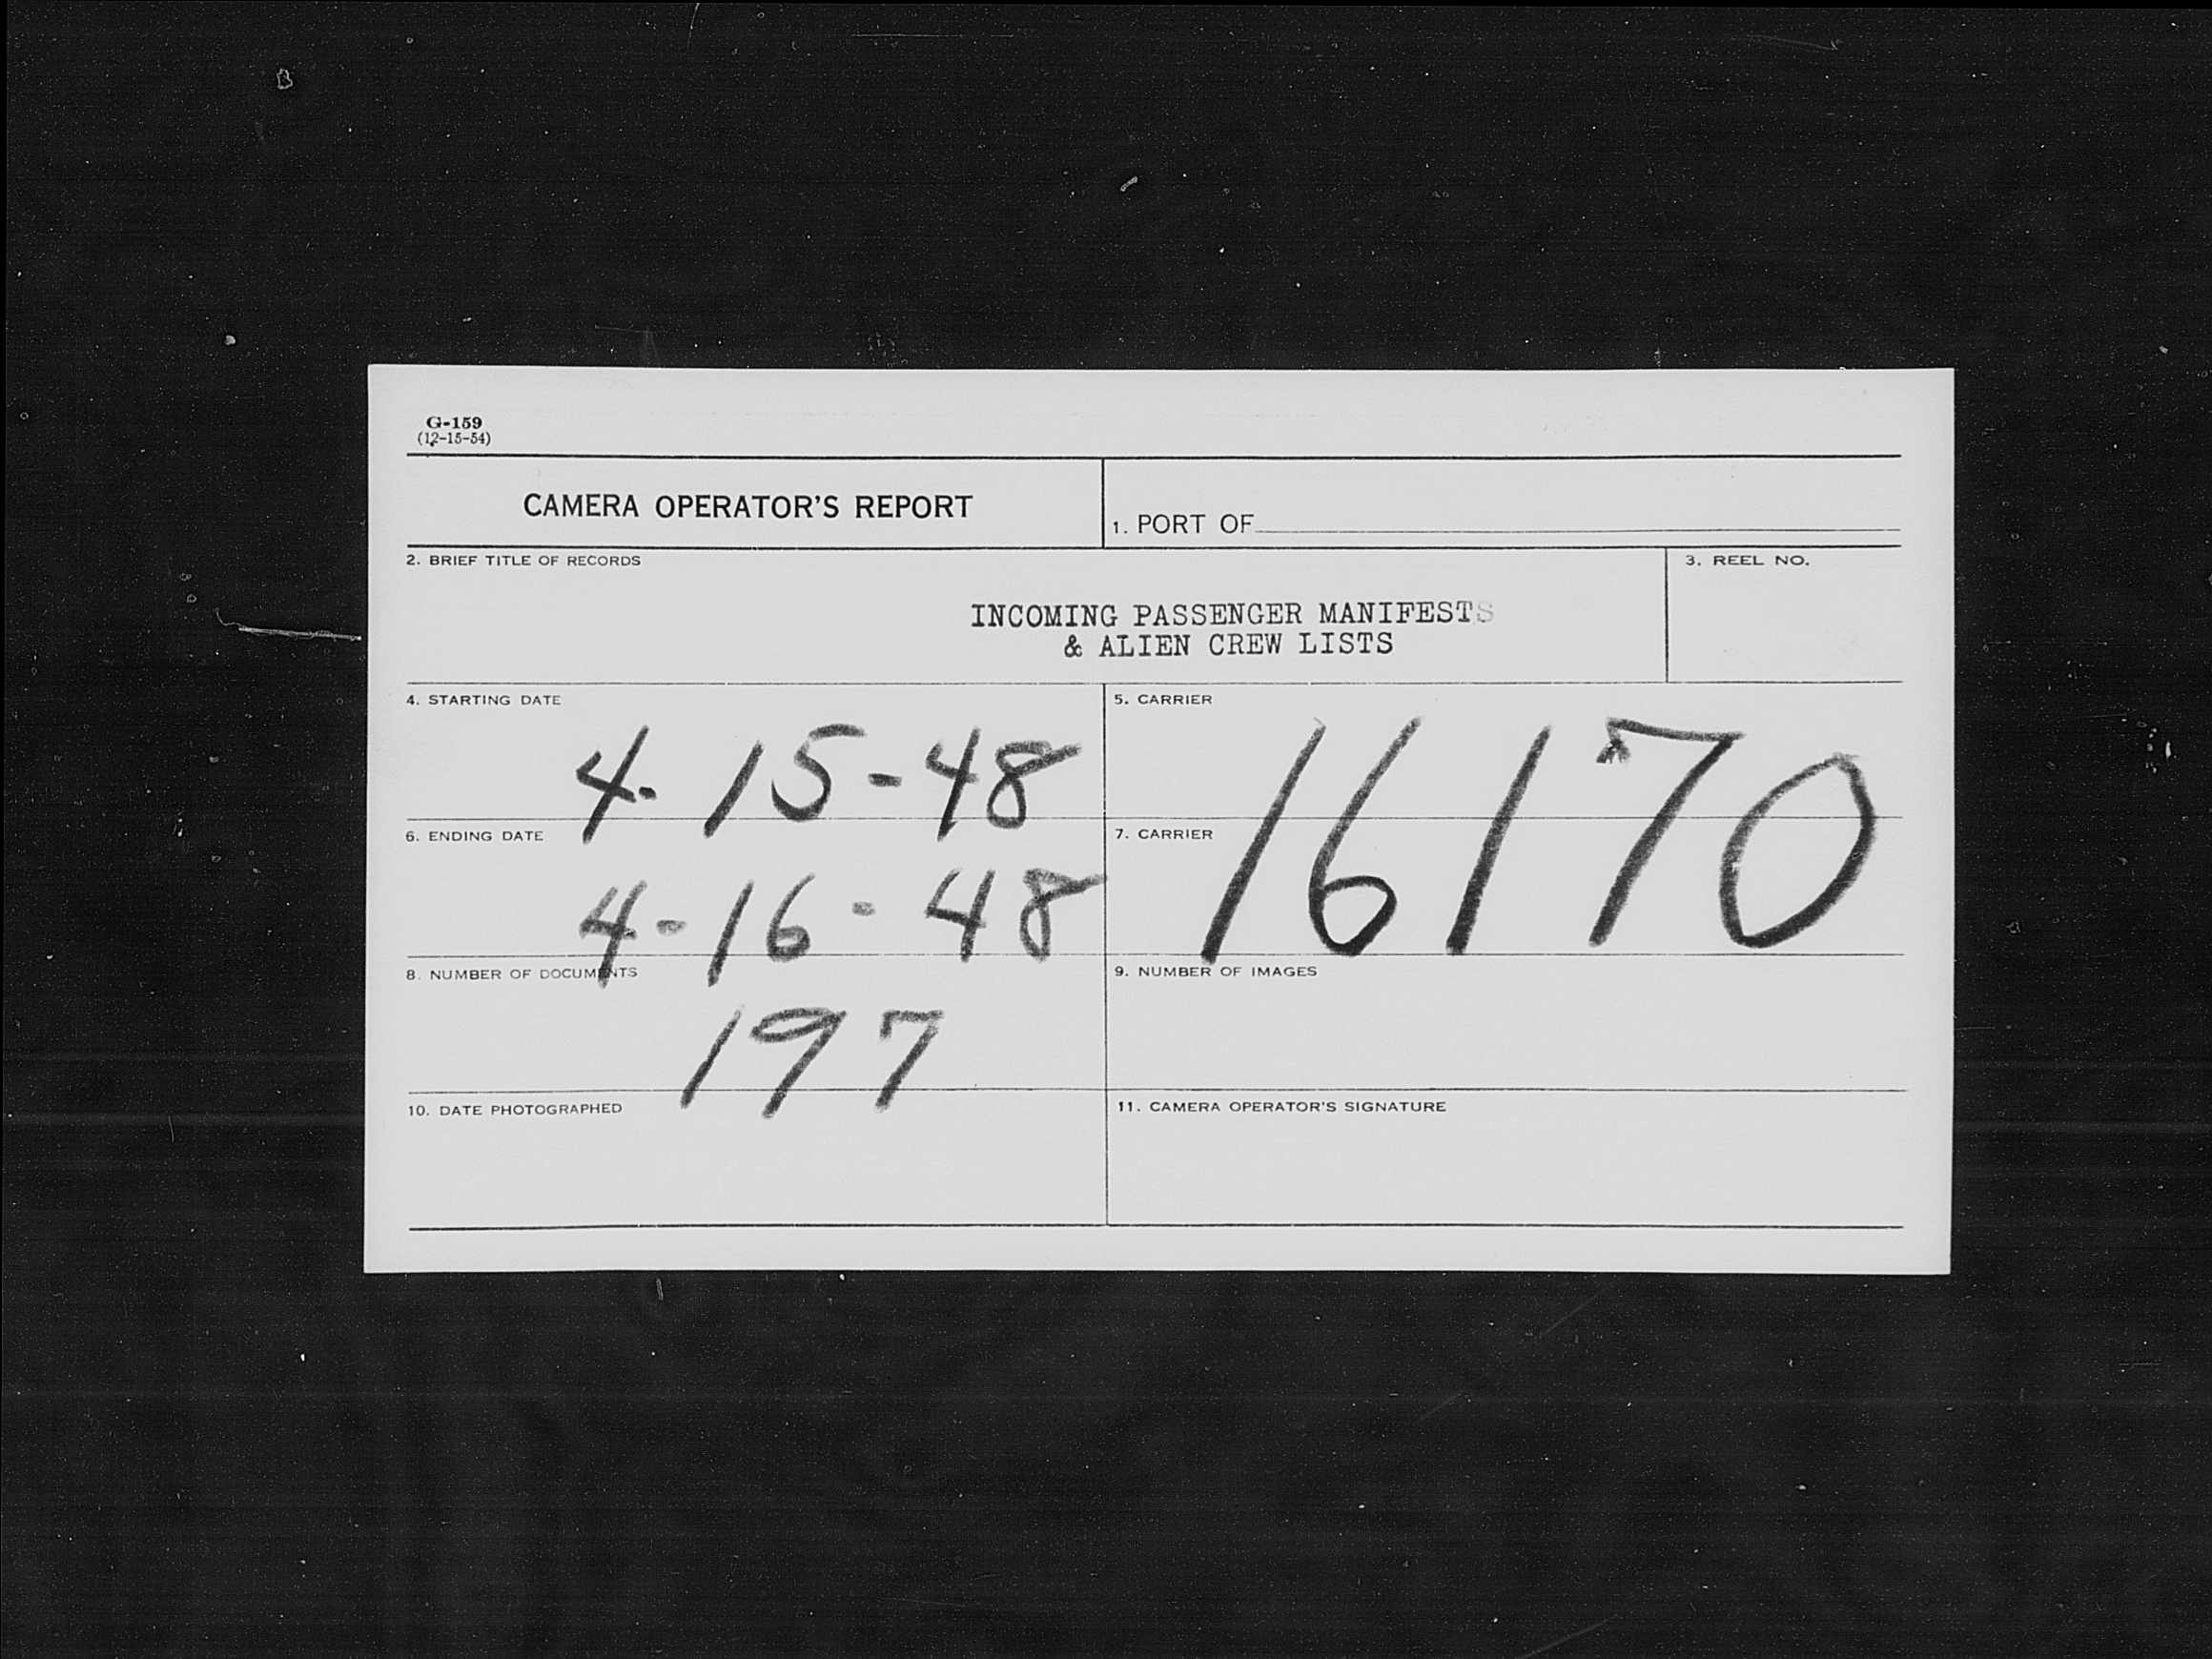 G-159
(12-15-54)
CAMERA OPERATOR'S REPORT
1. PORT OF
2. BRIEF TITLE OF RECORDS
3. REEL NO.
INCOMING PASSENGER MANIFESTS
& ALIEN CREW LISTS
4. STARTING DATE
4-15-48
5. CARRIER
16170
6. ENDING DATE
4-16-48
7. CARRIER
8. NUMBER OF DOCUMENTS
197
9. NUMBER OF IMAGES
10. DATE PHOTOGRAPHED
11. CAMERA OPERATOR'S SIGNATURE